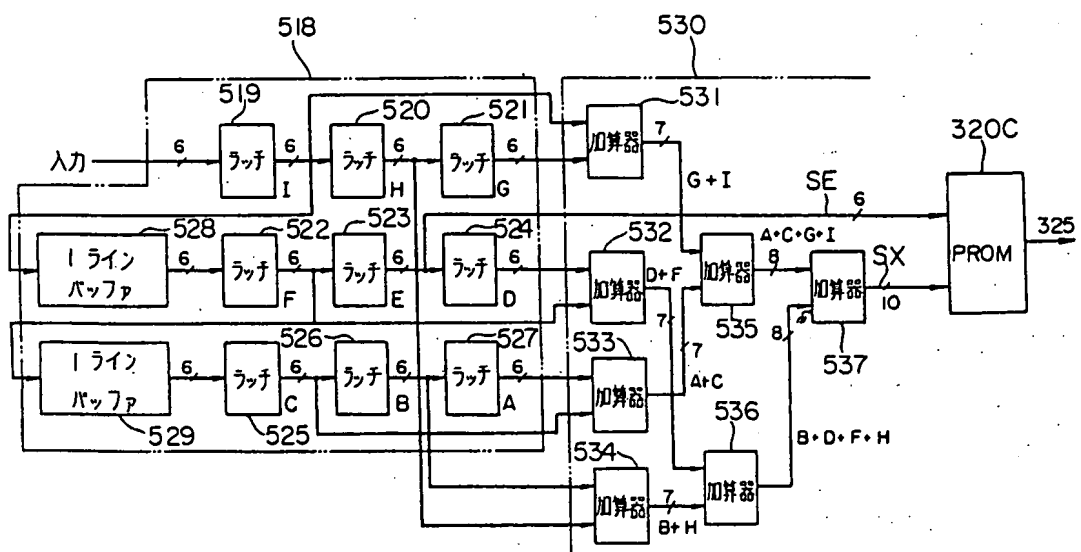 518
530
519
520
521
531
320C
入力
6
ラッチ
6
ラッチ
6
ラッチ
6
加算器
7
I
H
G
G+I
SE
6
528
522
523
524
532
1 ライン
バッファ
6
ラッチ
6
ラッチ
6
ラッチ
6
加算器
D+F
7
加算器
A+C+G+I
8
加算器
SX
10
PROM
325
F
E
D
535
537
526
527
533
7
8
1 ライン
バッファ
6
ラッチ
6
ラッチ
6
ラッチ
6
加算器
A+C
C
B
A
529
525
534
536
B+D+F+H
加算器
7
B+H
加算器